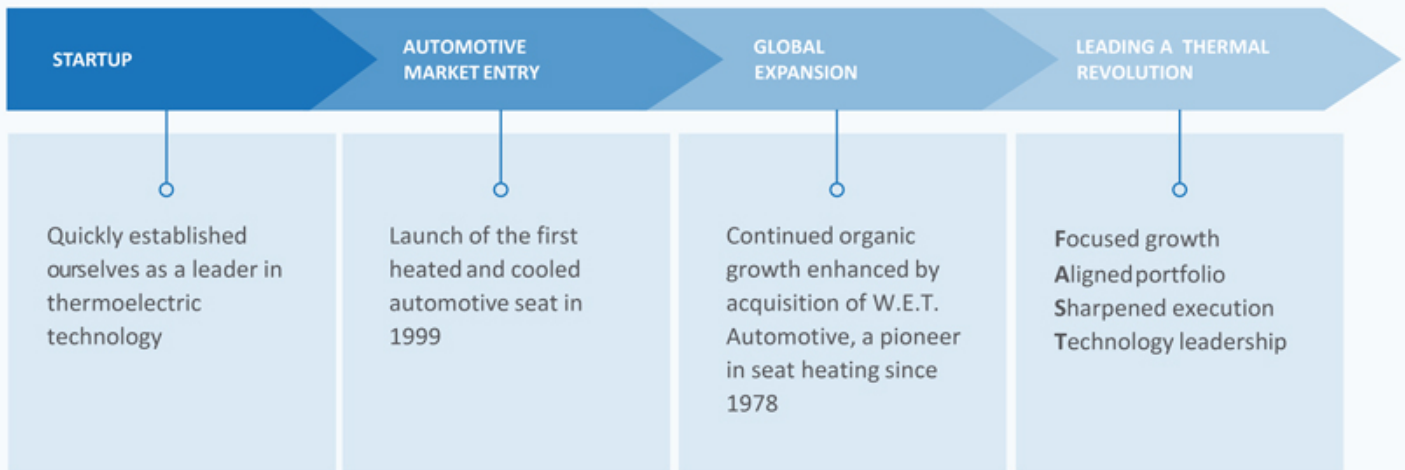 STARTUP
AUTOMOTIVE
MARKET ENTRY
GLOBAL
EXPANSION
LEADING A THERMAL
REVOLUTION
Quickly established
ourselves as a leader in
thermoelectric
technology
Launch of the first
heated and cooled
automotive seat in
1999
Continued organic
growth enhanced by
acquisition of W.E.T.
Automotive, a pioneer
in seat heating since
1978
Focused growth
Aligned portfolio
Sharpened execution
Technology leadership